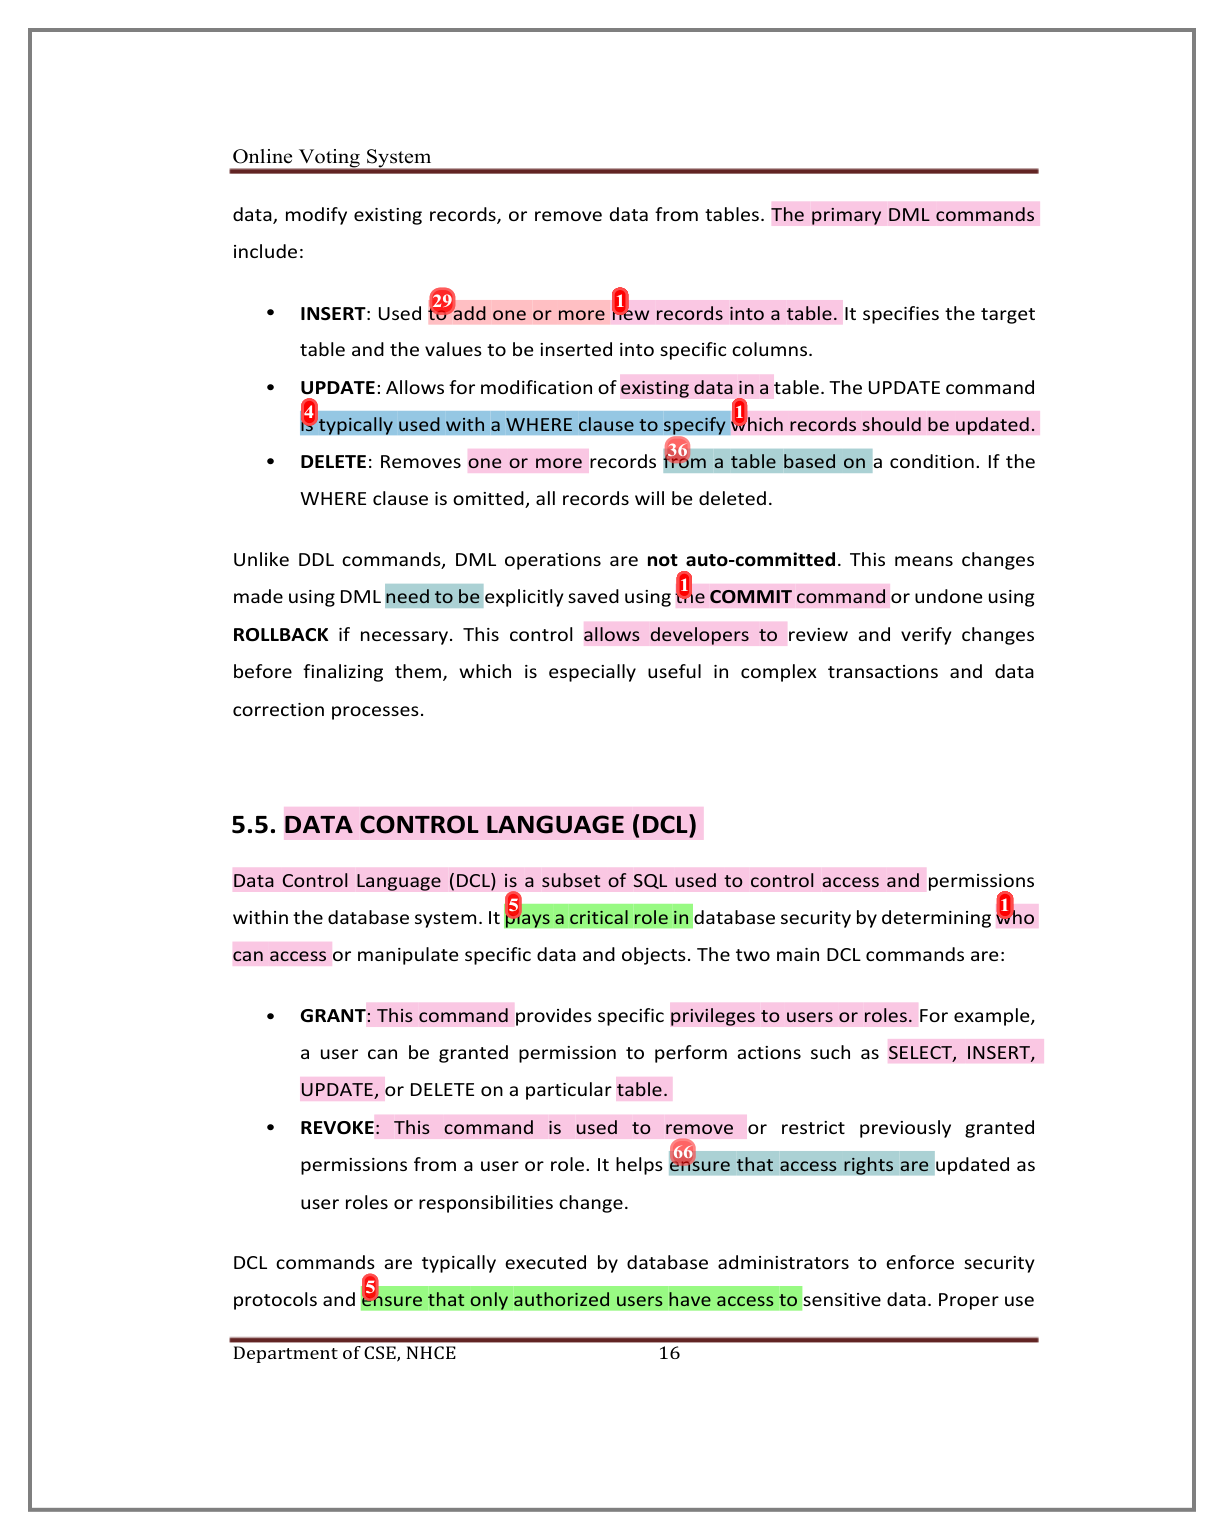 Online Voting System
data, modify existing records, or remove data from tables. The primary DML commands
include:
29 1
• INSERT: Used to add one or more new records into a table. It specifies the target
table and the values to be inserted into specific columns.
• UPDATE: Allows for modification of existing data in a table. The UPDATE command
4 1
is typically used with a WHERE clause to specify which records should be updated.
36
• DELETE: Removes one or more records from a table based on a condition. If the
WHERE clause is omitted, all records will be deleted.
Unlike DDL commands, DML operations are not auto-committed. This means changes
1
made using DML need to be explicitly saved using the COMMIT command or undone using
ROLLBACK if necessary. This control allows developers to review and verify changes
before finalizing them, which is especially useful in complex transactions and data
correction processes.
5.5. DATA CONTROL LANGUAGE (DCL)
Data Control Language (DCL) is a subset of SQL used to control access and permissions
5 1
within the database system. It plays a critical role in database security by determining who
can access or manipulate specific data and objects. The two main DCL commands are:
• GRANT: This command provides specific privileges to users or roles. For example,
a user can be granted permission to perform actions such as SELECT, INSERT,
UPDATE, or DELETE on a particular table.
• REVOKE: This command is used to remove or restrict previously granted
66
permissions from a user or role. It helps ensure that access rights are updated as
user roles or responsibilities change.
DCL commands are typically executed by database administrators to enforce security
5
protocols and ensure that only authorized users have access to sensitive data. Proper use
Department of CSE, NHCE 16